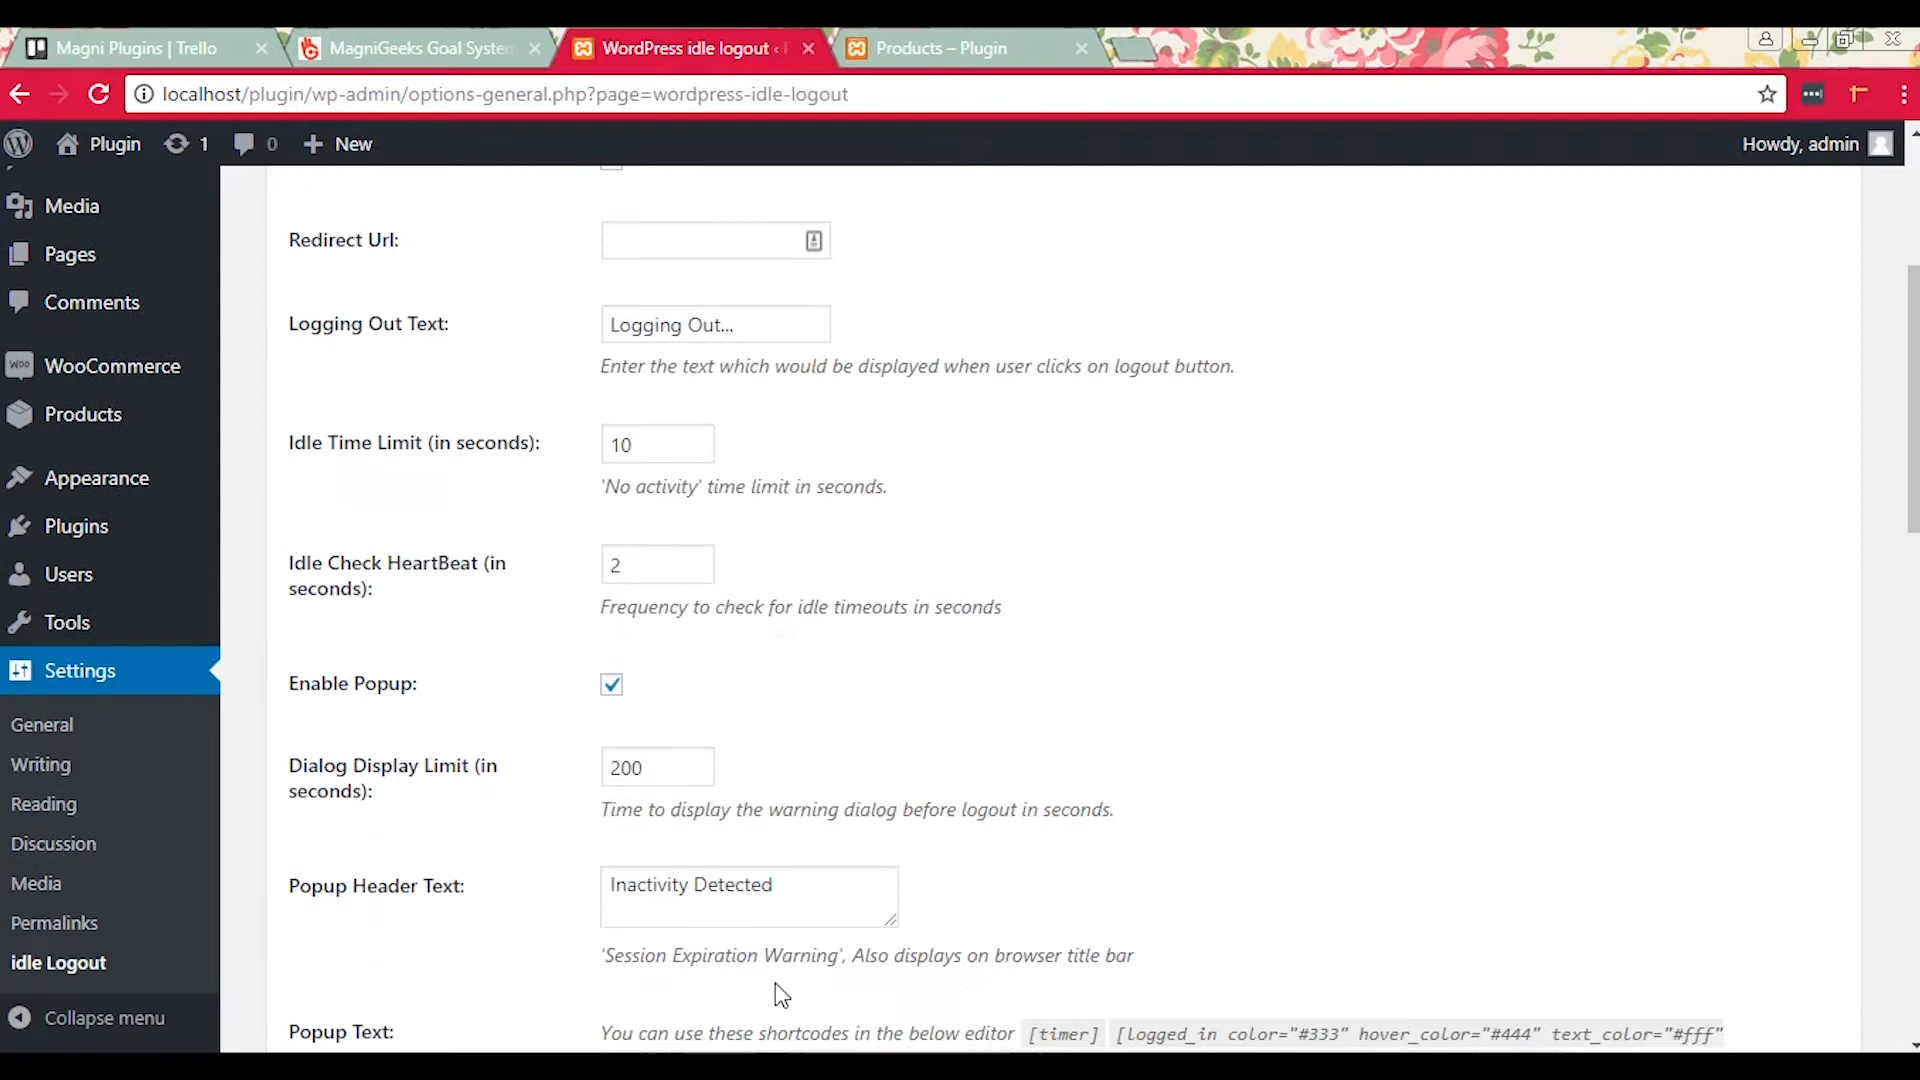 Magni Plugins | Trello
MagniGeeks Goal System
WordPress idle logout ‹
Products – Plugin
localhost/plugin/wp-admin/options-general.php?page=wordpress-idle-logout
Plugin 1 0 New
Howdy, admin
Media
Pages
Comments
WooCommerce
Products
Appearance
Plugins
Users
Tools
Settings
General
Writing
Reading
Discussion
Media
Permalinks
idle Logout
Collapse menu
Redirect Url:
Logging Out Text:
Logging Out...
Enter the text which would be displayed when user clicks on logout button.
Idle Time Limit (in seconds):
10
'No activity' time limit in seconds.
Idle Check HeartBeat (in
seconds):
2
Frequency to check for idle timeouts in seconds
Enable Popup:
Dialog Display Limit (in
seconds):
200
Time to display the warning dialog before logout in seconds.
Popup Header Text:
Inactivity Detected
'Session Expiration Warning', Also displays on browser title bar
Popup Text:
You can use these shortcodes in the below editor [timer] [logged_in color="#333" hover_color="#444" text_color="#fff"